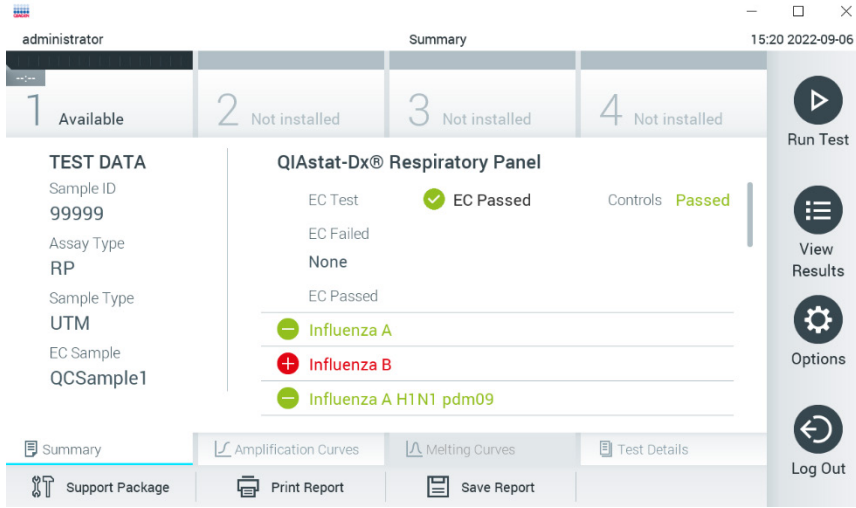 administrator Summary 15:20 2022-09-06
--:--
1 Available 2 Not installed 3 Not installed 4 Not installed
Run Test
TEST DATA
Sample ID
99999
Assay Type
RP
Sample Type
UTM
EC Sample
QCSample1
QIAstat-Dx® Respiratory Panel
EC Test EC Passed Controls Passed
EC Failed
None
EC Passed
Influenza A
Influenza B
Influenza A H1N1 pdm09
View
Results
Options
Log Out
Summary Amplification Curves Melting Curves Test Details
Support Package Print Report Save Report